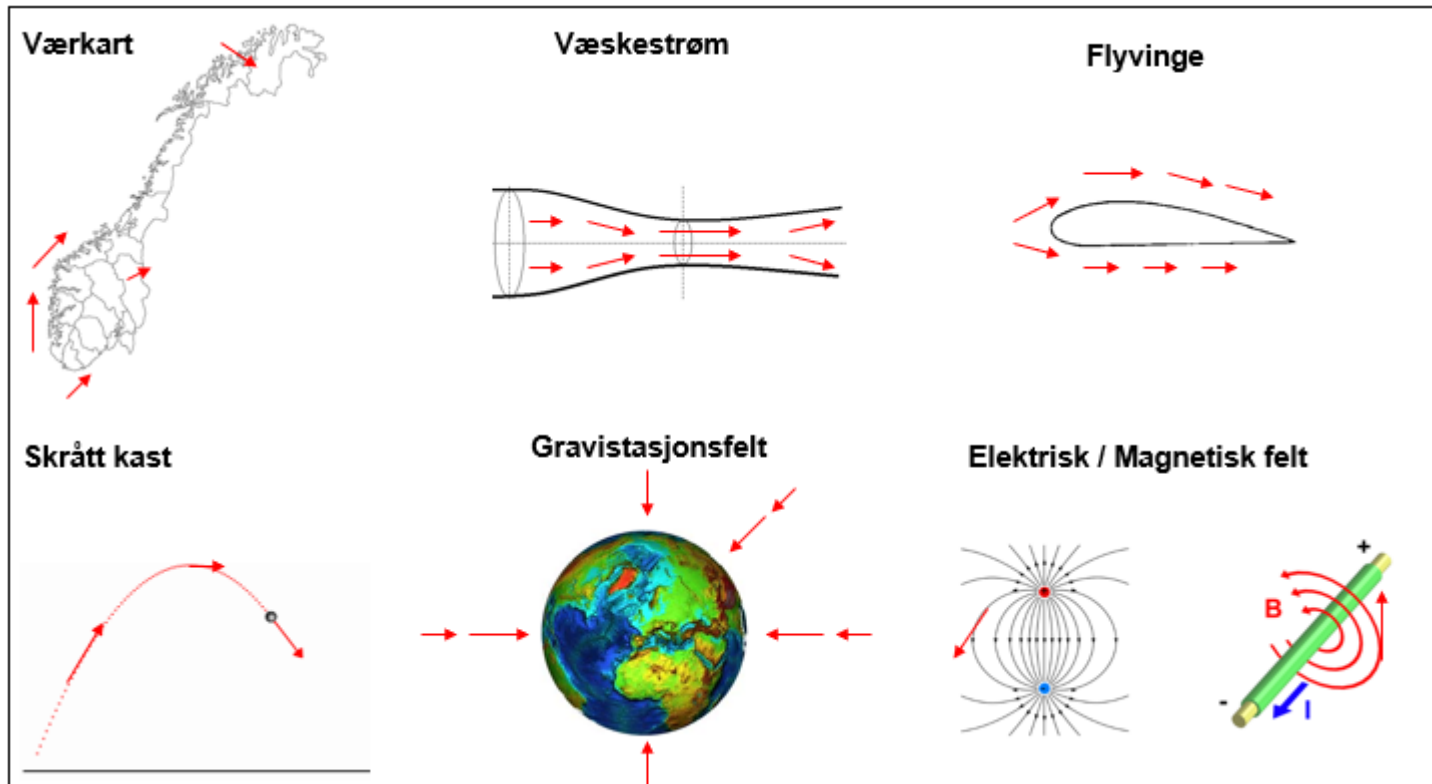 Værkart
Væskestrøm
Flyvinge
Skrått kast
Gravistasjonsfelt
Elektrisk / Magnetisk felt
+
B
-
I